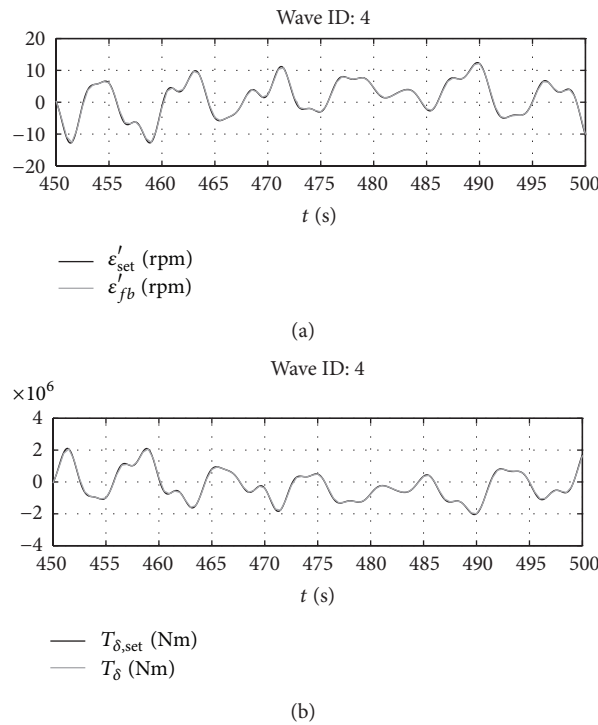 Wave ID: 4
20
10
0
−10
−20
450 455 460 465 470 475 480 485 490 495 500
t (s)
ε′set (rpm)
ε′fb (rpm)
(a)
Wave ID: 4
×10⁶
4
2
0
−2
−4
450 455 460 465 470 475 480 485 490 495 500
t (s)
Tδ,set (Nm)
Tδ (Nm)
(b)